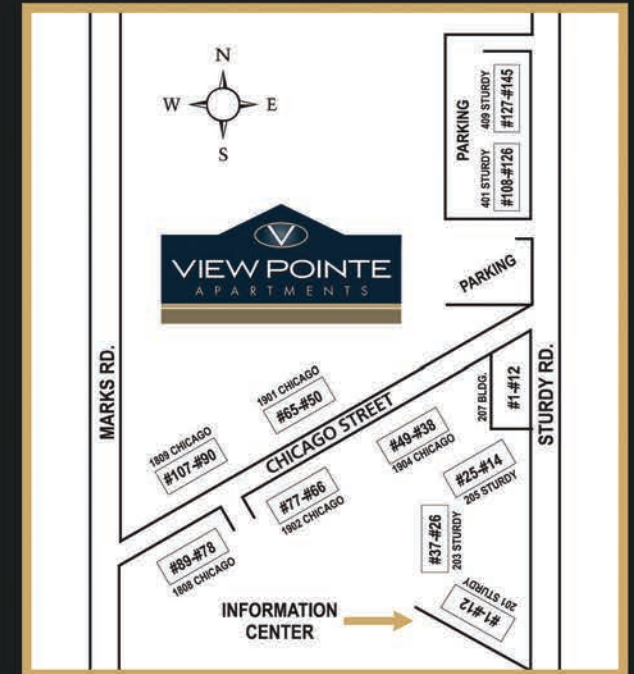 N
W
E
S
PARKING
409 STURDY
#127-#145
401 STURDY
#108-#126
V
VIEW POINTE
APARTMENTS
PARKING
MARKS RD.
STURDY RD.
1901 CHICAGO
#65-#50
CHICAGO STREET
207 BLDG.
#1-#12
1809 CHICAGO
#107-#90
#49-#38
1904 CHICAGO
#25-#14
205 STURDY
#77-#66
1902 CHICAGO
#37-#26
203 STURDY
#89-#78
1808 CHICAGO
201 STURDY
#1-#12
INFORMATION
CENTER